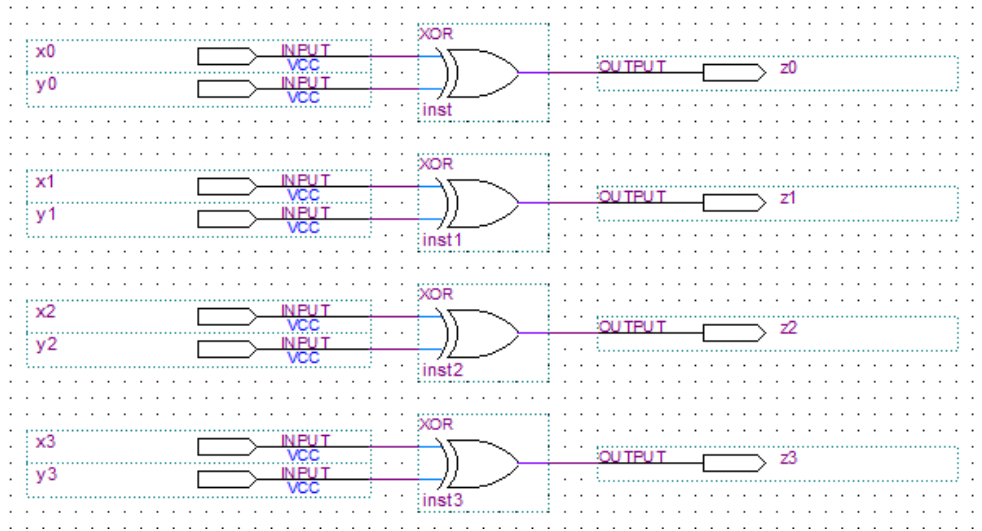 XOR
x0 INPUT
VCC
OUTPUT z0
y0 INPUT
VCC
inst
XOR
x1 INPUT
VCC
OUTPUT z1
y1 INPUT
VCC
inst1
XOR
x2 INPUT
VCC
OUTPUT z2
y2 INPUT
VCC
inst2
XOR
x3 INPUT
VCC
OUTPUT z3
y3 INPUT
VCC
inst3